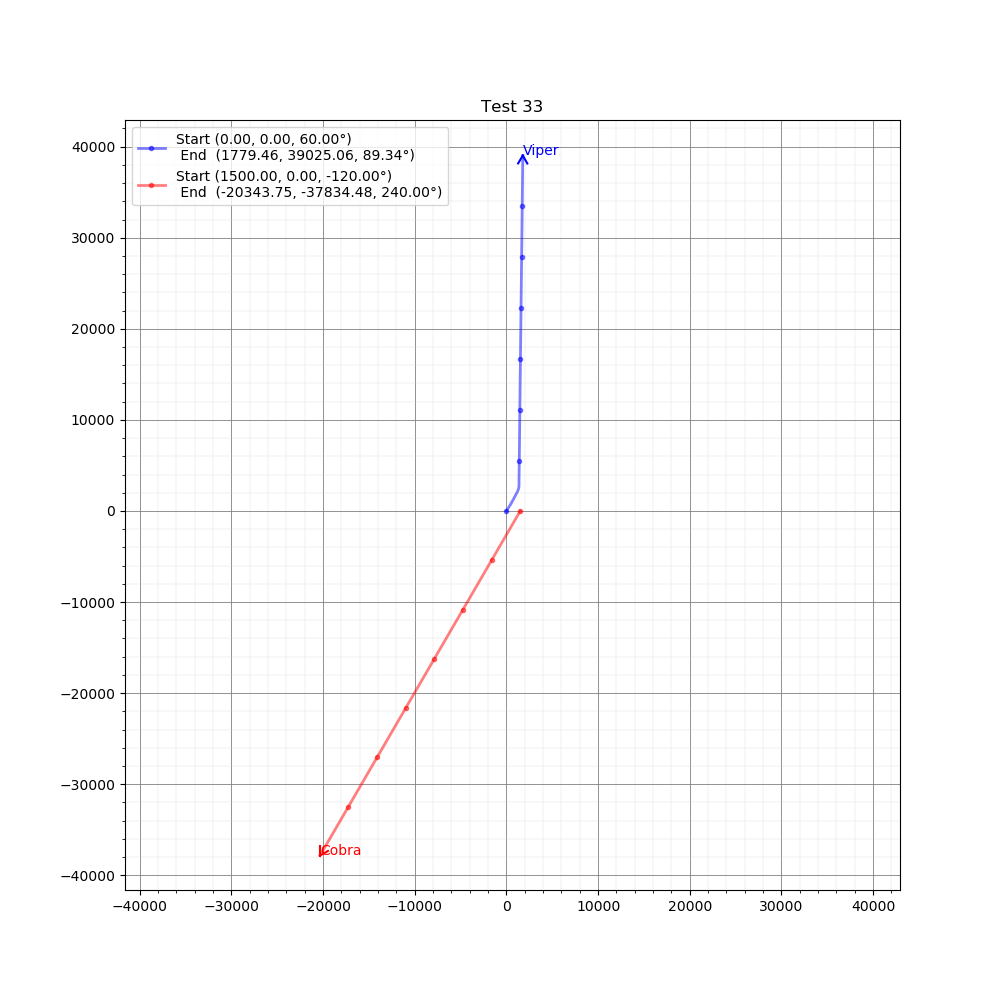 Test 33
Start (0.00, 0.00, 60.00°)
End (1779.46, 39025.06, 89.34°)
Start (1500.00, 0.00, -120.00°)
End (-20343.75, -37834.48, 240.00°)
Viper
Cobra
40000
30000
20000
10000
0
−10000
−20000
−30000
−40000
−40000 −30000 −20000 −10000 0 10000 20000 30000 40000